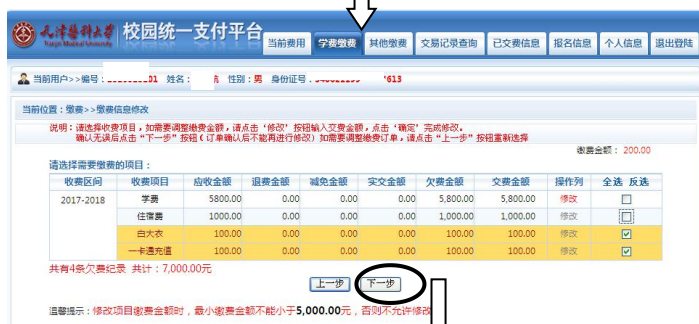 天津医科大学 校园统一支付平台
Tianjin Medical University
当前费用 学费缴费 其他缴费 交易记录查询 已交费信息 报名信息 个人信息 退出登陆
当前用户>>编号: 01 姓名: 性别:男 身份证号: 613
当前位置:缴费>>缴费信息修改
说明:请选择收费项目,如需要调整缴费金额,请点击‘修改’按钮输入交费金额,点击‘确定’完成修改。
确认无误后点击“下一步”按钮(订单确认后不能再进行修改)如需要调整缴费订单,请点击“上一步”按钮重新选择
缴费金额: 200.00
请选择需要缴费的项目:
收费区间 收费项目 应收金额 退费金额 减免金额 实交金额 欠费金额 交费金额 操作列 全选 反选
2017-2018 学费 5800.00 0.00 0.00 0.00 5,800.00 5,800.00 修改
住宿费 1000.00 0.00 0.00 0.00 1,000.00 1,000.00 修改
白大衣 100.00 0.00 0.00 0.00 100.00 100.00 修改
一卡通充值 100.00 0.00 0.00 0.00 100.00 100.00 修改
共有4条欠费纪录 共计:7,000.00元
上一步 下一步
温馨提示:修改项目缴费金额时,最小缴费金额不能小于5,000.00元,否则不允许修改